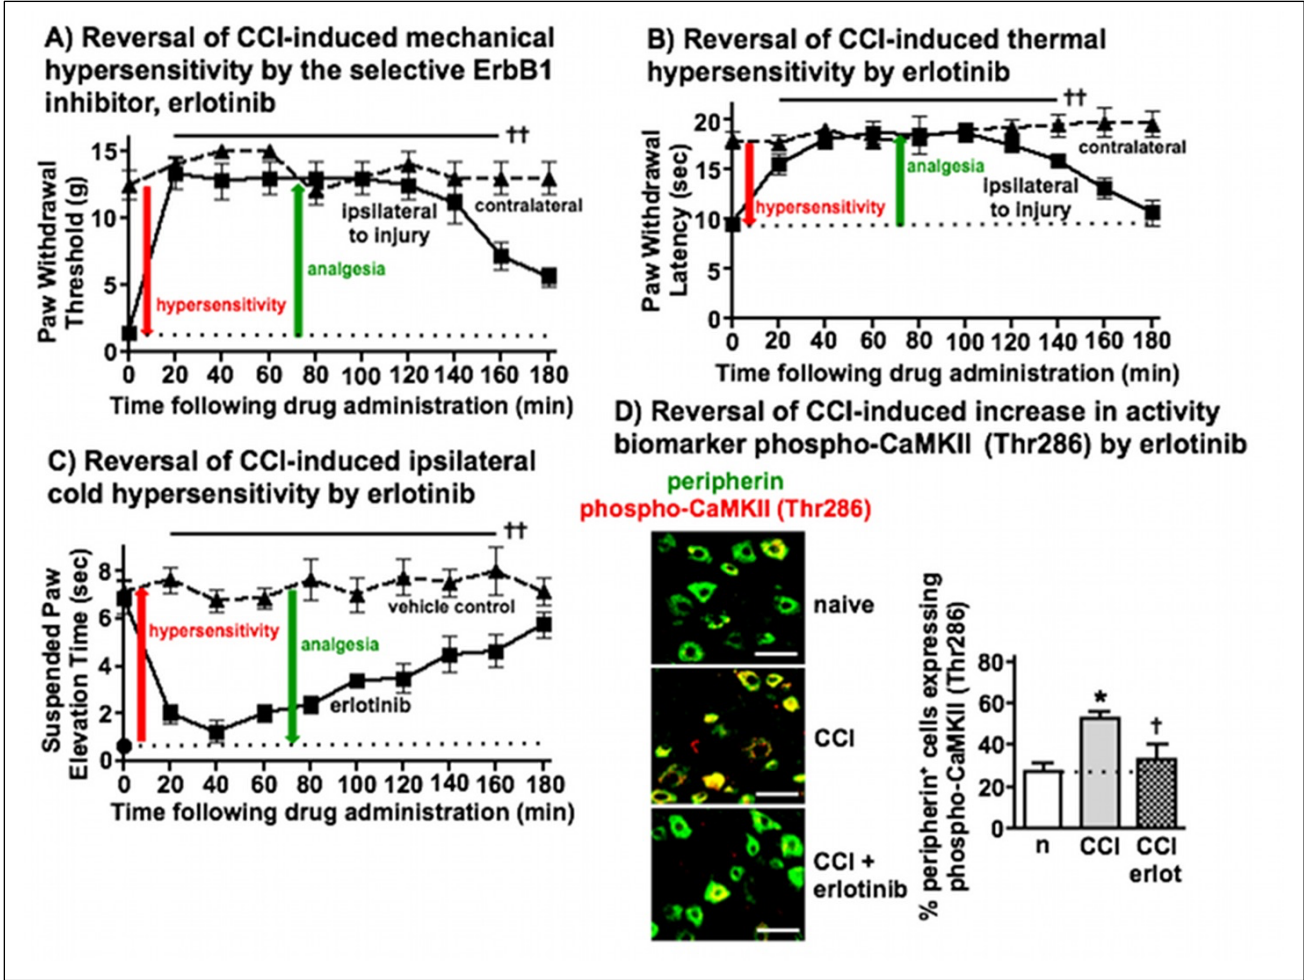 A) Reversal of CCI-induced mechanical
hypersensitivity by the selective ErbB1
inhibitor, erlotinib
††
Paw Withdrawal
Threshold (g)
15
10
5
0
contralateral
ipsilateral
to injury
analgesia
hypersensitivity
0 20 40 60 80 100 120 140 160 180
Time following drug administration (min)
B) Reversal of CCI-induced thermal
hypersensitivity by erlotinib
††
Paw Withdrawal
Latency (sec)
20
15
10
5
0
contralateral
analgesia
ipsilateral
to injury
hypersensitivity
0 20 40 60 80 100 120 140 160 180
Time following drug administration (min)
C) Reversal of CCI-induced ipsilateral
cold hypersensitivity by erlotinib
††
Suspended Paw
Elevation Time (sec)
8
6
4
2
0
vehicle control
hypersensitivity
analgesia
erlotinib
0 20 40 60 80 100 120 140 160 180
Time following drug administration (min)
D) Reversal of CCI-induced increase in activity
biomarker phospho-CaMKII (Thr286) by erlotinib
peripherin
phospho-CaMKII (Thr286)
naive
CCI
CCI +
erlotinib
% peripherin⁺ cells expressing
phospho-CaMKII (Thr286)
80
60
40
20
0
*
†
n CCI CCI
erlot